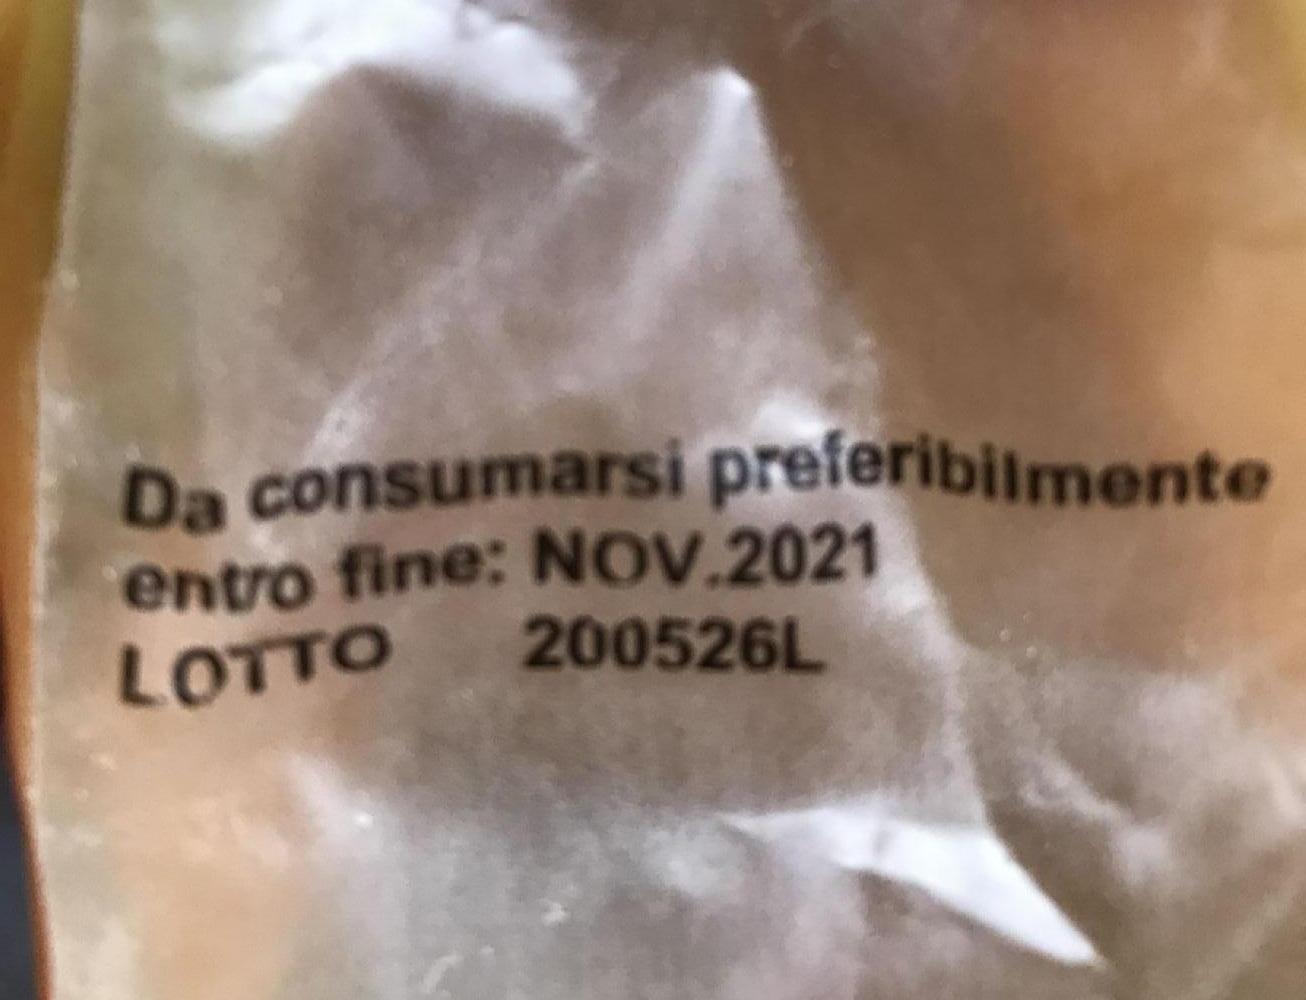 Da consumarsi preferibilmente
entro fine: NOV.2021
LOTTO 200526L